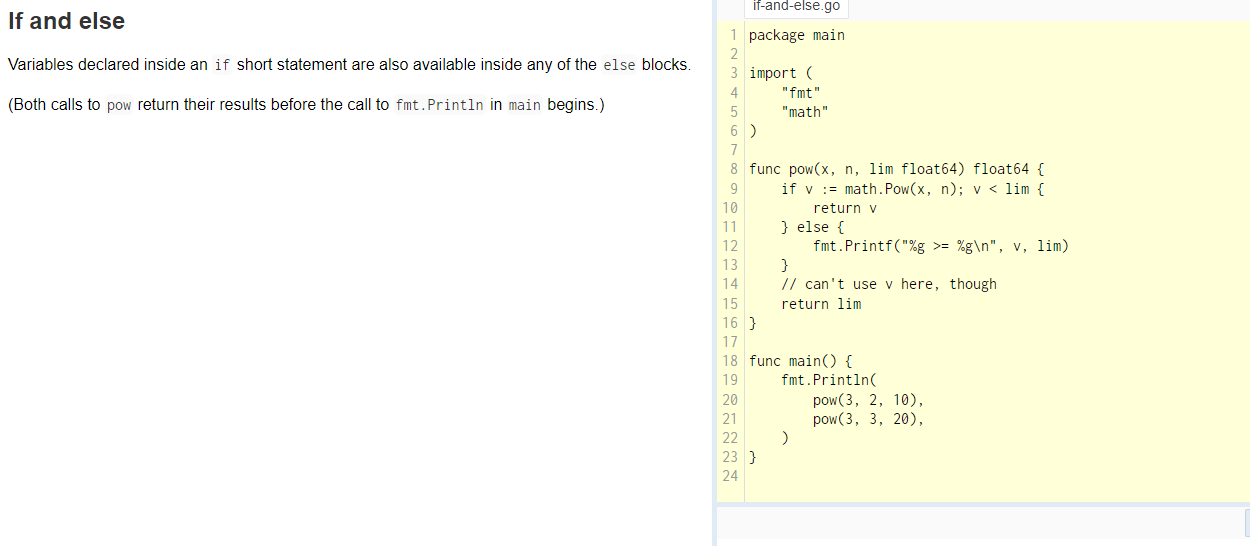 If and else
Variables declared inside an if short statement are also available inside any of the else blocks.
(Both calls to pow return their results before the call to fmt.Println in main begins.)
if-and-else.go
1 package main
2
3 import (
4     "fmt"
5     "math"
6 )
7
8 func pow(x, n, lim float64) float64 {
9     if v := math.Pow(x, n); v < lim {
10         return v
11     } else {
12         fmt.Printf("%g >= %g\n", v, lim)
13     }
14     // can't use v here, though
15     return lim
16 }
17
18 func main() {
19     fmt.Println(
20         pow(3, 2, 10),
21         pow(3, 3, 20),
22     )
23 }
24